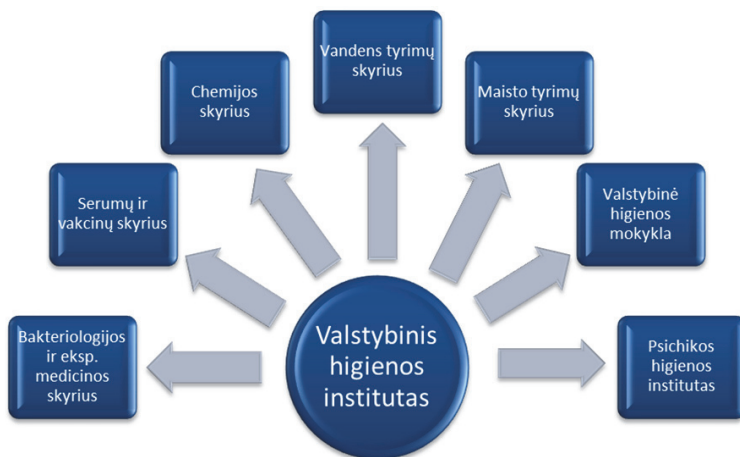 Vandens tyrimų
skyrius
Chemijos
skyrius
Maisto tyrimų
skyrius
Serumų ir
vakcinų skyrius
Valstybinė
higienos
mokykla
Bakteriologijos
ir eksp.
medicinos
skyrius
Valstybinis
higienos
institutas
Psichikos
higienos
institutas